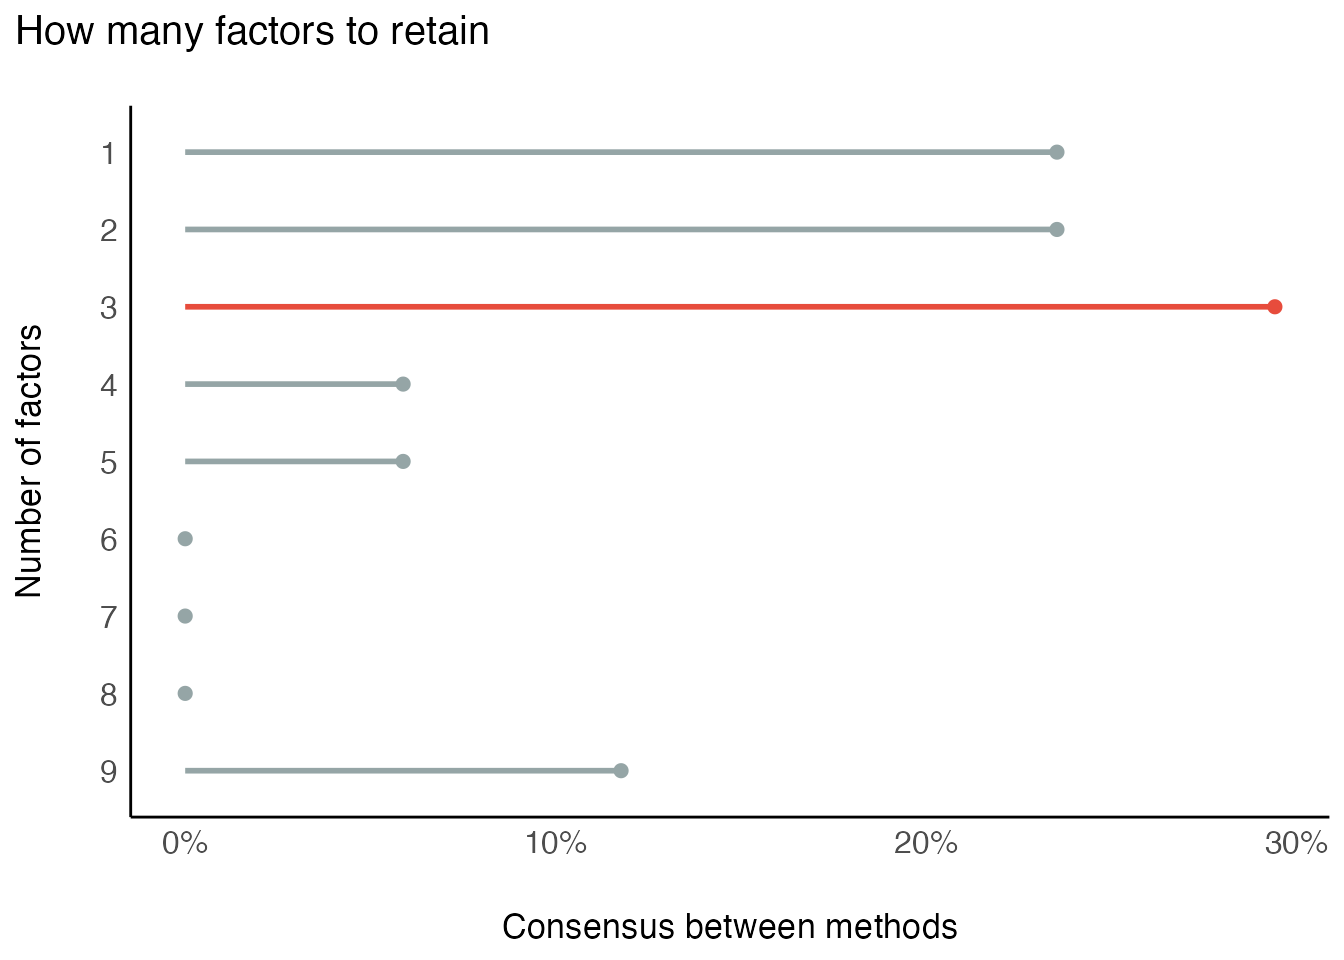 How many factors to retain
Number of factors
1
2
3
4
5
6
7
8
9
0% 10% 20% 30%
Consensus between methods